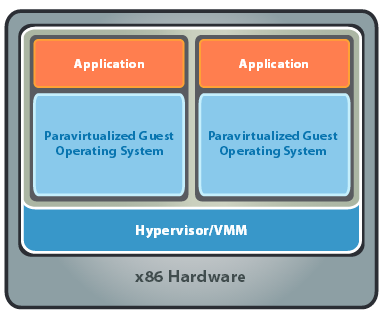 Application
Application
Paravirtualized Guest
Operating System
Paravirtualized Guest
Operating System
Hypervisor/VMM
x86 Hardware